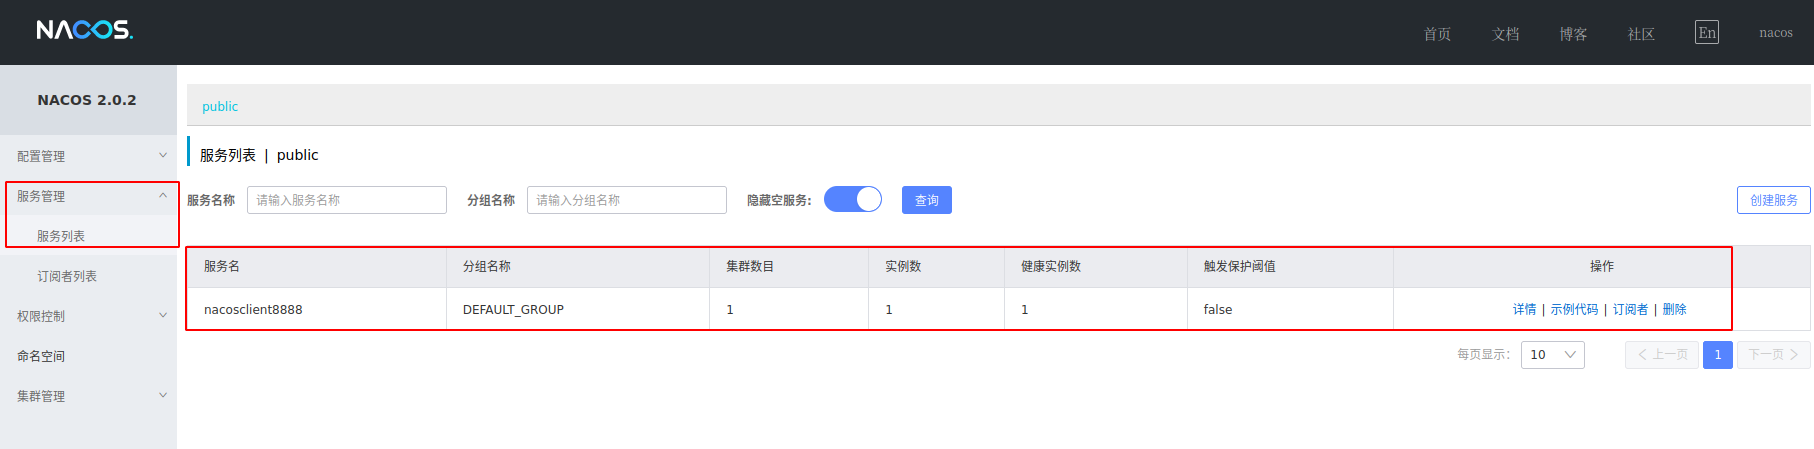 NACOS. 首页 文档 博客 社区 En nacos
NACOS 2.0.2
public
配置管理
服务列表 | public
服务管理
服务名称 请输入服务名称 分组名称 请输入分组名称 隐藏空服务: 查询 创建服务
服务列表
服务名 分组名称 集群数目 实例数 健康实例数 触发保护阈值 操作
订阅者列表
nacosclient8888 DEFAULT_GROUP 1 1 1 false 详情 | 示例代码 | 订阅者 | 删除
权限控制
命名空间
每页显示: 10 上一页 1 下一页
集群管理